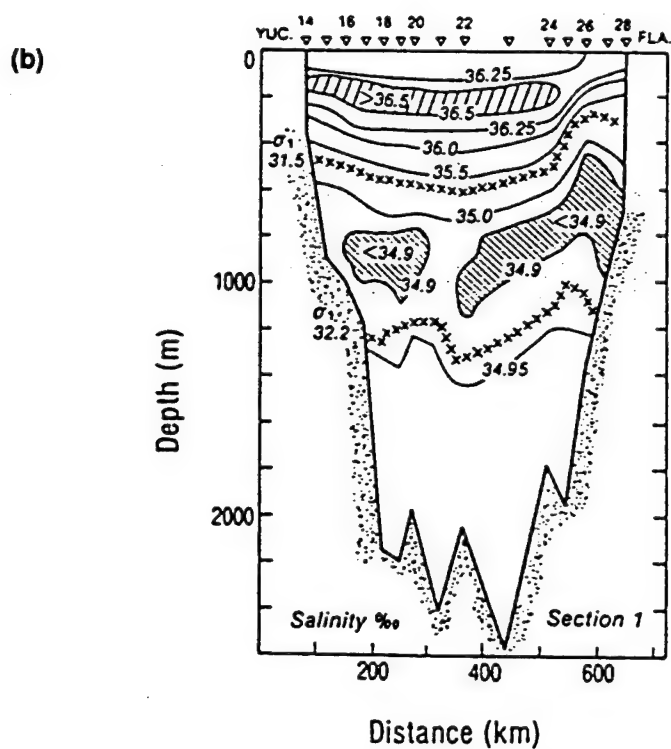 (b)
YUC. 14 16 18 20 22 24 26 28 FLA.
0
36.25
>36.5
36.5
36.25
36.0
σ₁
31.5
35.5
35.0
<34.9
<34.9
34.9
34.9
1000
σ₁
32.2
34.95
Depth (m)
2000
Salinity ‰ Section 1
200 400 600
Distance (km)